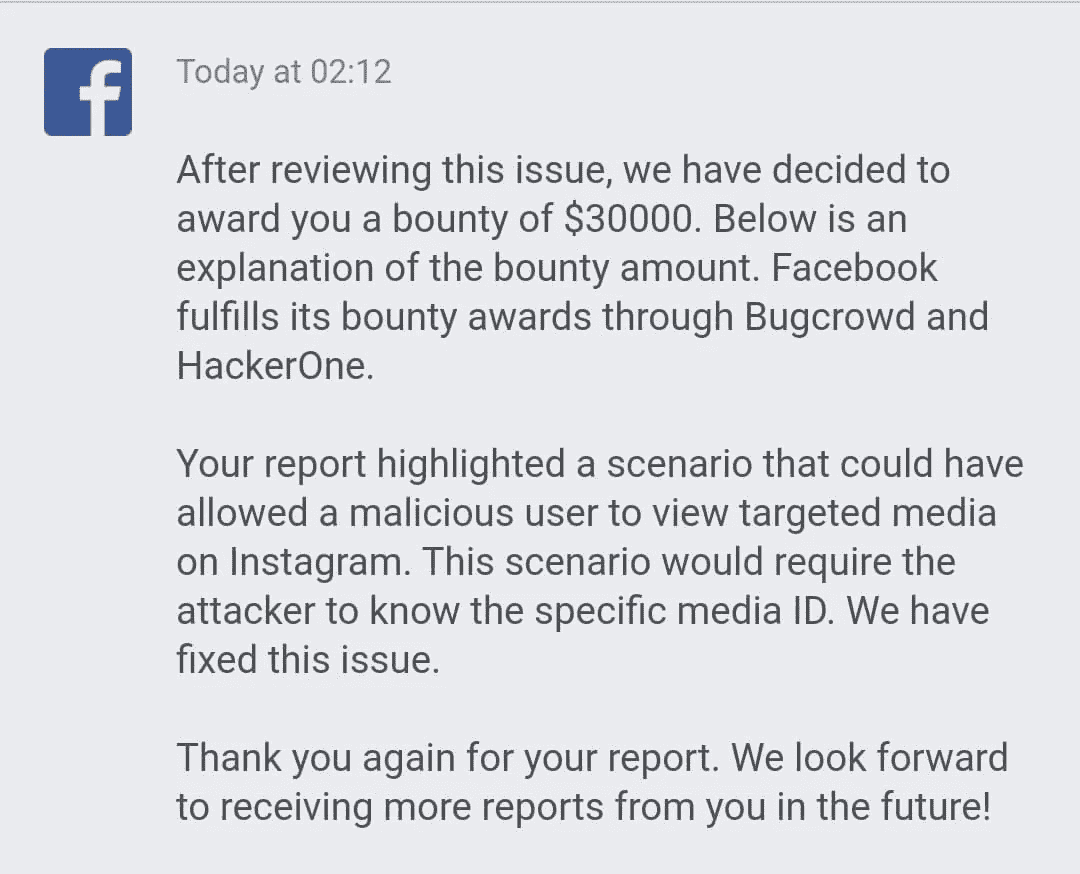 Today at 02:12
After reviewing this issue, we have decided to
award you a bounty of $30000. Below is an
explanation of the bounty amount. Facebook
fulfills its bounty awards through Bugcrowd and
HackerOne.
Your report highlighted a scenario that could have
allowed a malicious user to view targeted media
on Instagram. This scenario would require the
attacker to know the specific media ID. We have
fixed this issue.
Thank you again for your report. We look forward
to receiving more reports from you in the future!